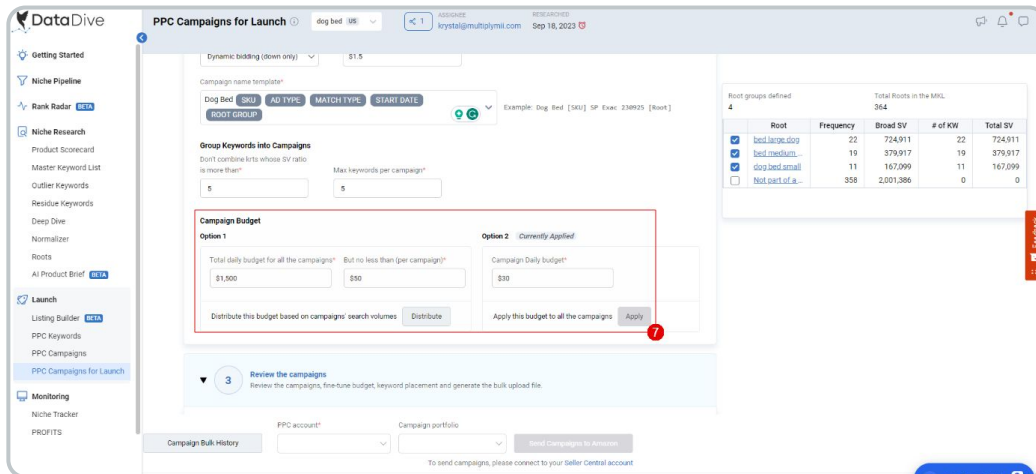 DataDive
PPC Campaigns for Launch
dog bed US
1
ASSIGNEE
krystal@multiplymii.com
RESEARCHED
Sep 18, 2023
Getting Started
Niche Pipeline
Rank Radar BETA
Niche Research
Product Scorecard
Master Keyword List
Outlier Keywords
Residue Keywords
Deep Dive
Normalizer
Roots
AI Product Brief BETA
Launch
Listing Builder BETA
PPC Keywords
PPC Campaigns
PPC Campaigns for Launch
Monitoring
Niche Tracker
PROFITS
Dynamic bidding (down only)
$1.5
Campaign name template*
Dog Bed SKU AD TYPE MATCH TYPE START DATE
ROOT GROUP
Example: Dog Bed [SKU] SP Exac 230925 [Root]
Group Keywords into Campaigns
Don't combine krts whose SV ratio
is more than*
Max keywords per campaign*
5
5
Campaign Budget
Option 1
Total daily budget for all the campaigns* But no less than (per campaign)*
$1,500
$50
Distribute this budget based on campaigns' search volumes Distribute
Option 2 Currently Applied
Campaign Daily budget*
$30
Apply this budget to all the campaigns Apply
7
3
Review the campaigns
Review the campaigns, fine-tune budget, keyword placement and generate the bulk upload file.
Campaign Bulk History
PPC account*
Campaign portfolio
Send Campaigns to Amazon
To send campaigns, please connect to your Seller Central account
Root groups defined
4
Total Roots in the MKL
364
Root Frequency Broad SV # of KW Total SV
bed large dog 22 724,911 22 724,911
bed medium ... 19 379,917 19 379,917
dog bed small 11 167,099 11 167,099
Not part of a ... 358 2,001,386 0 0
Feedback